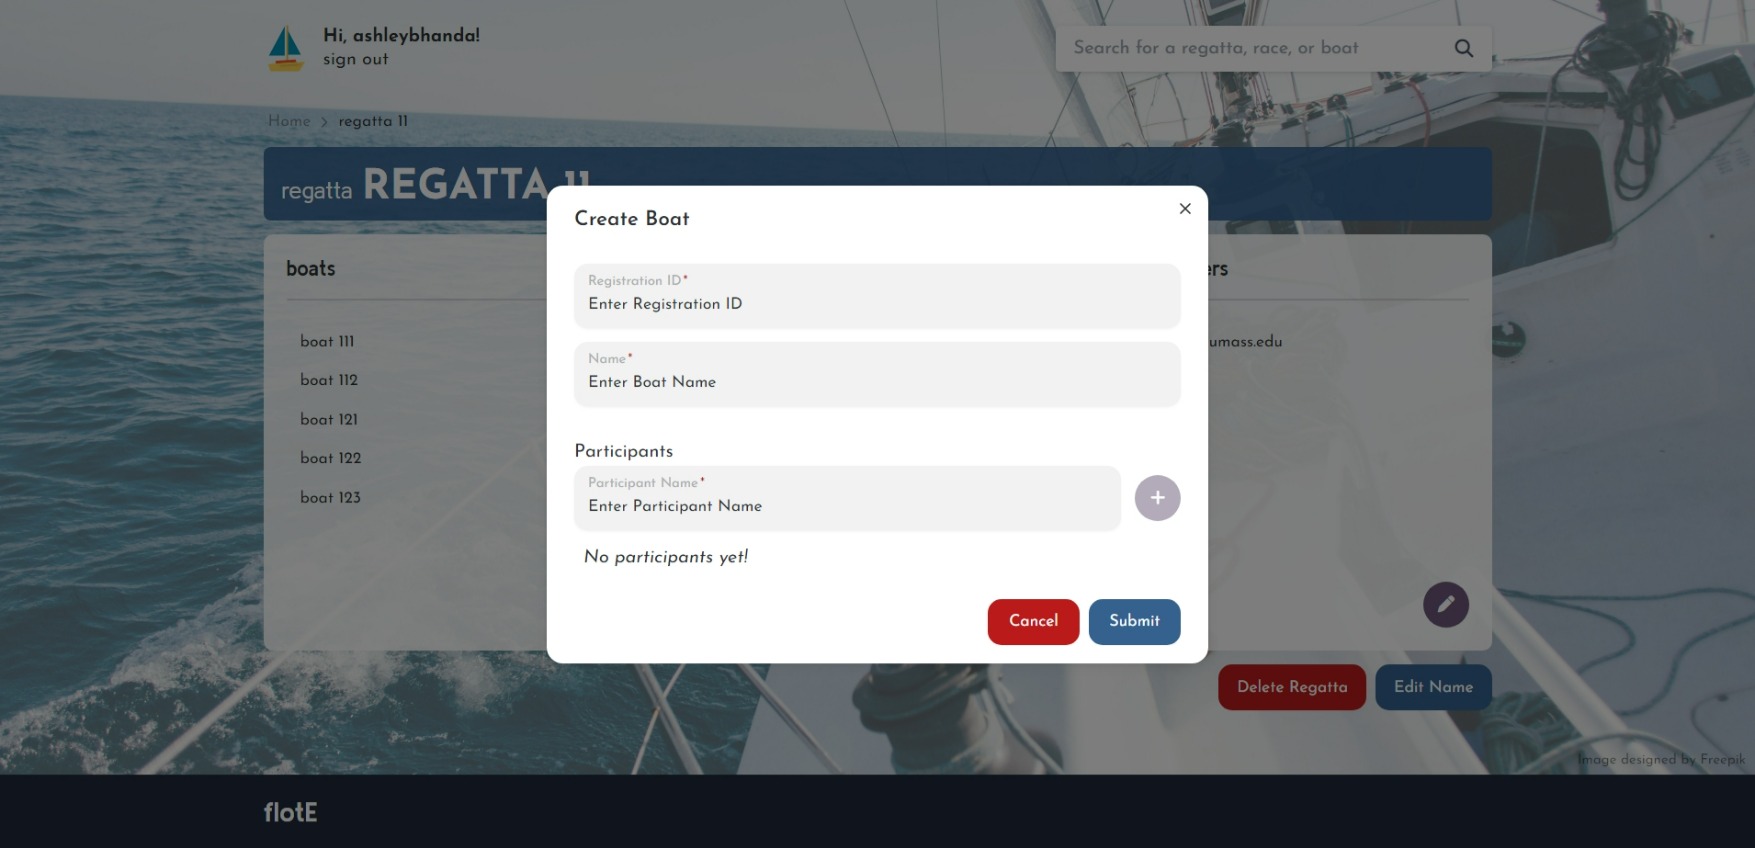 Hi, ashleybhanda!
sign out
Search for a regatta, race, or boat
Home > regatta 11
regatta REGATTA 11
Create Boat
×
boats
boat 111
boat 112
boat 121
boat 122
boat 123
Registration ID*
Enter Registration ID
Name*
Enter Boat Name
Participants
Participant Name*
Enter Participant Name
+
No participants yet!
Cancel Submit
ers
umass.edu
Delete Regatta Edit Name
Image designed by Freepik
flotE